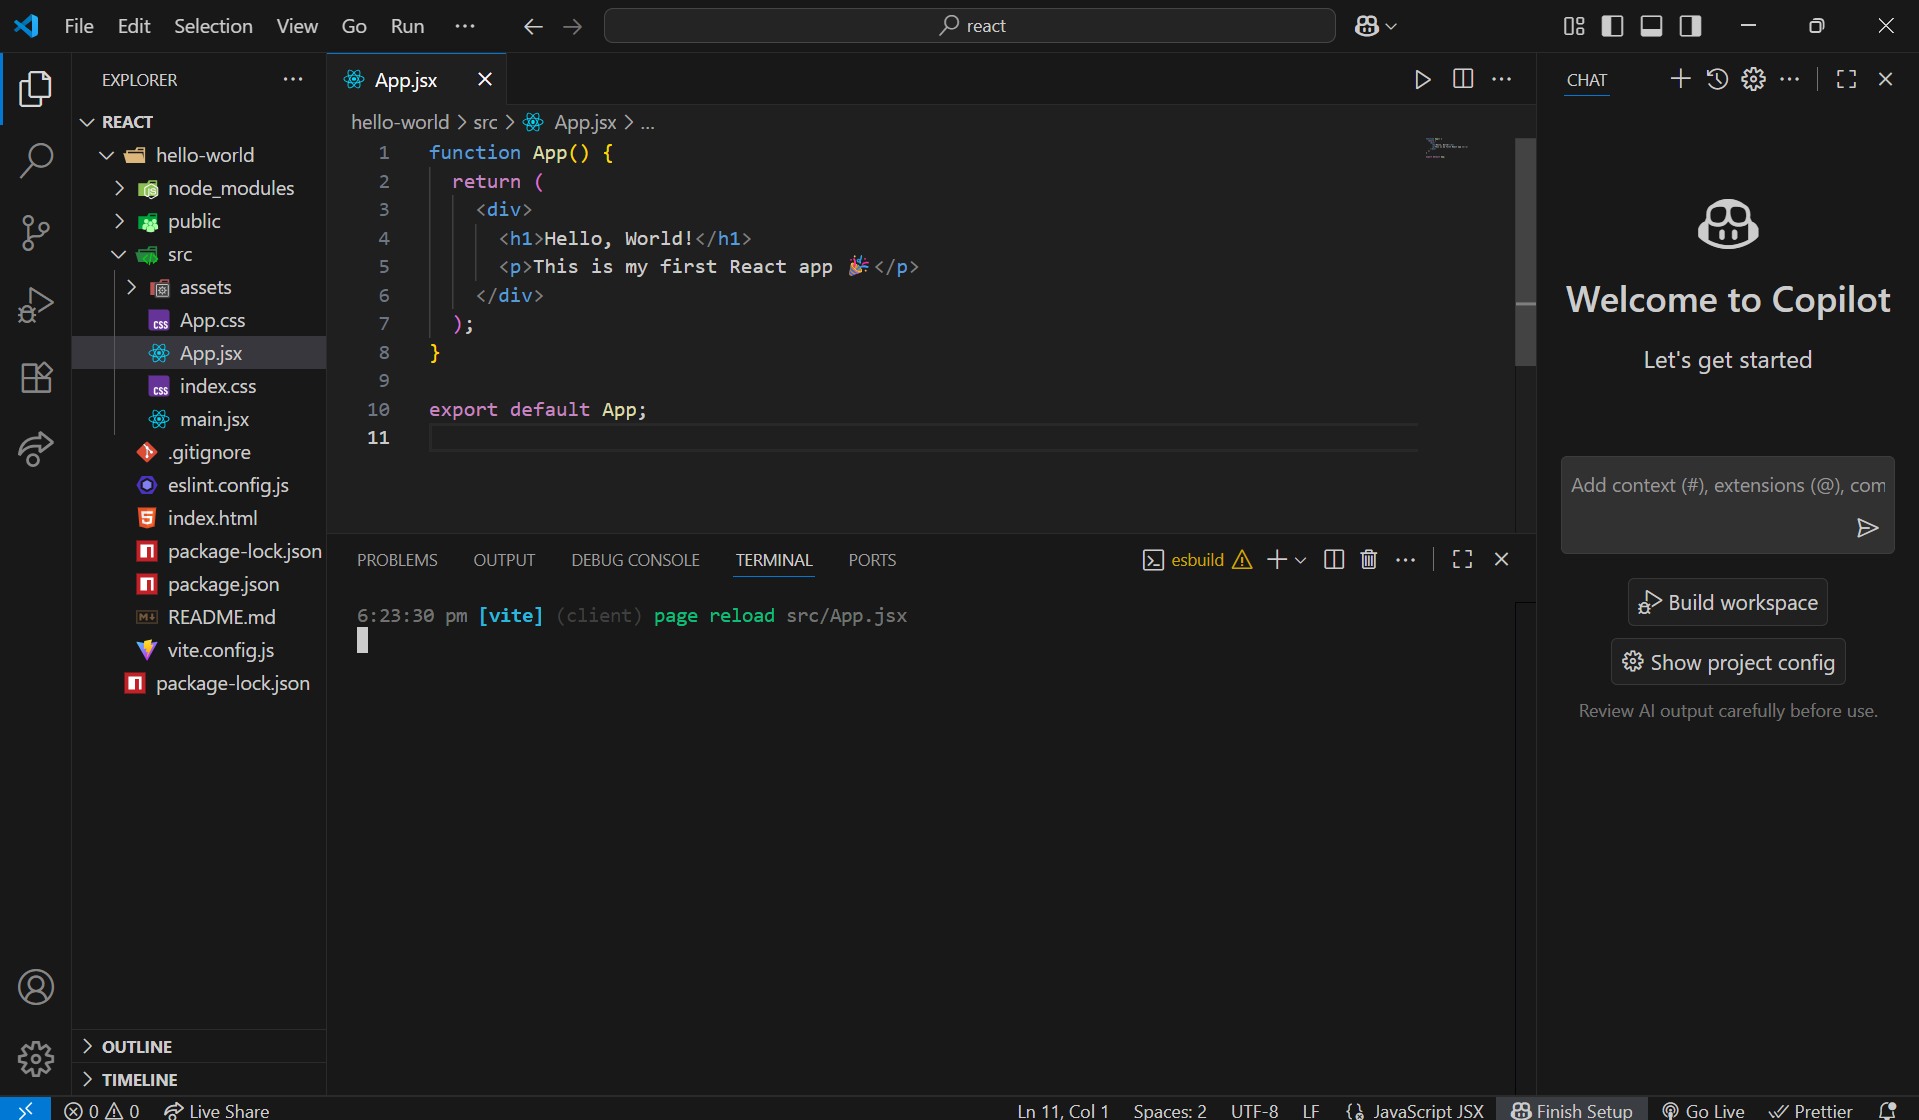 File Edit Selection View Go Run ··· react
EXPLORER
REACT
hello-world
node_modules
public
src
assets
App.css
App.jsx
index.css
main.jsx
.gitignore
eslint.config.js
index.html
package-lock.json
package.json
README.md
vite.config.js
package-lock.json
OUTLINE
TIMELINE
App.jsx
hello-world > src > App.jsx > ...
1 function App() {
2 return (
3 <div>
4 <h1>Hello, World!</h1>
5 <p>This is my first React app 🎉</p>
6 </div>
7 );
8 }
9
10 export default App;
11
PROBLEMS OUTPUT DEBUG CONSOLE TERMINAL PORTS esbuild
6:23:30 pm [vite] (client) page reload src/App.jsx
CHAT
Welcome to Copilot
Let's get started
Add context (#), extensions (@), com
Build workspace
Show project config
Review AI output carefully before use.
0 0 Live Share Ln 11, Col 1 Spaces: 2 UTF-8 LF JavaScript JSX Finish Setup Go Live Prettier